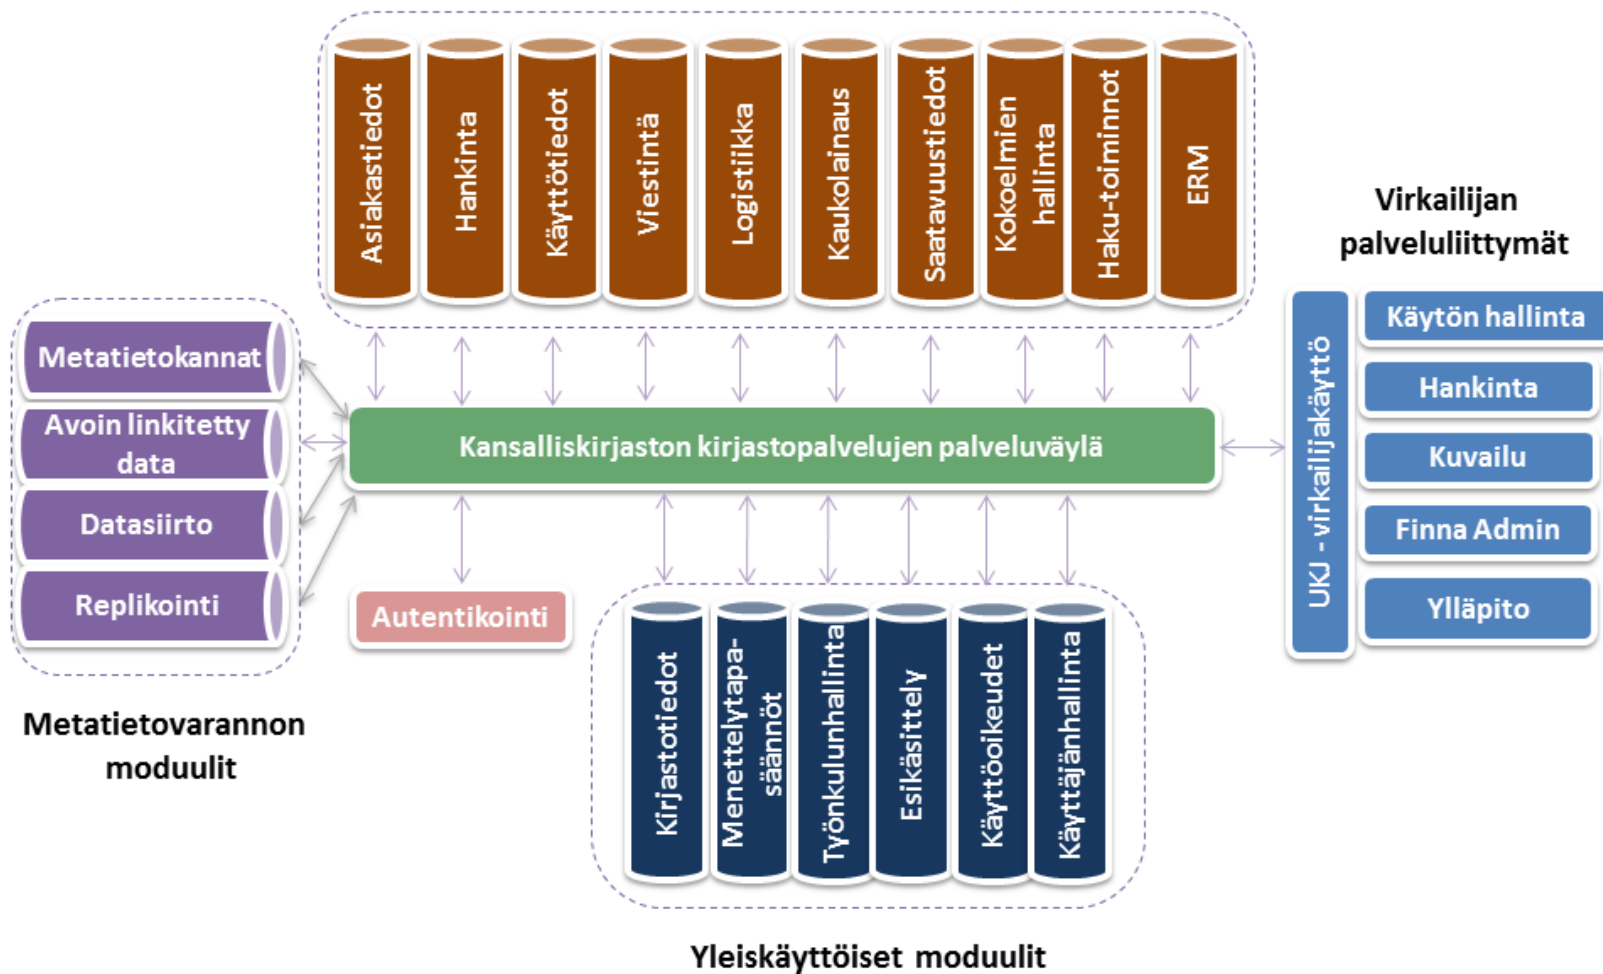 Asiakastiedot
Hankinta
Käyttötiedot
Viestintä
Logistiikka
Kaukolainaus
Saatavuustiedot
Kokoelmien
hallinta
Haku-toiminnot
ERM
Virkailijan
palveluliittymät
Metatietokannat
Avoin linkitetty
data
Datasiirto
Replikointi
Metatietovarannon
moduulit
Kansalliskirjaston kirjastopalvelujen palveluväylä
Autentikointi
UKJ - virkailijakäyttö
Käytön hallinta
Hankinta
Kuvailu
Finna Admin
Ylläpito
Kirjastotiedot
Menettelytapa-
säännöt
Työnkulunhallinta
Esikäsittely
Käyttöoikeudet
Käyttäjänhallinta
Yleiskäyttöiset moduulit